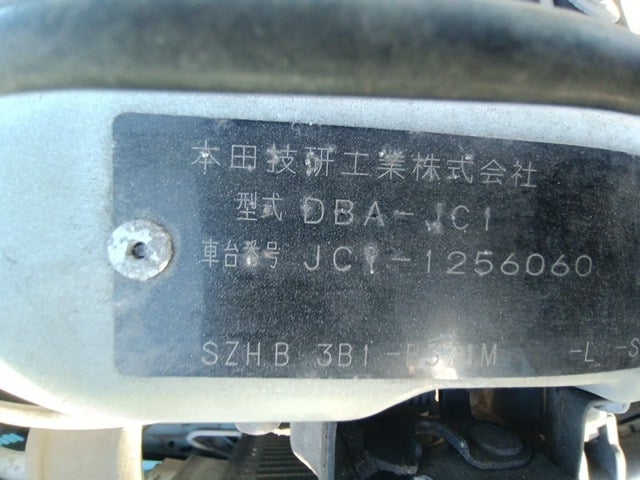 本田技研工業株式会社
型式 DBA-JC1
車台番号 JC1-1256060
SZHB 3B1 -L -S